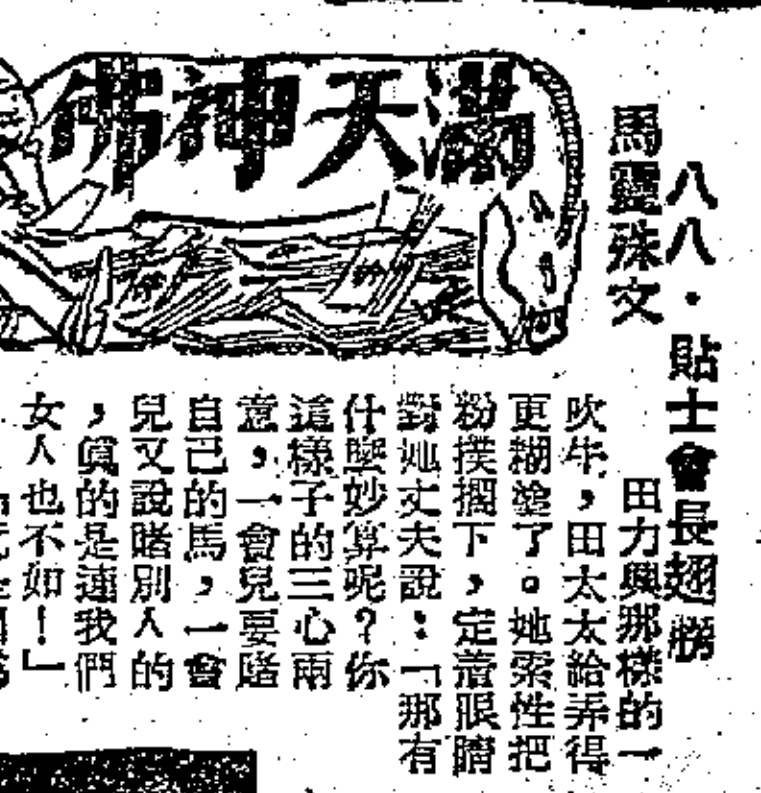 滿天神佛
馬靈殊文
八八·貼士會長翅膀
田力興那樣的一
吹牛，田太太給弄得
更糊塗了。她索性把
粉撲擱下，定着眼睛
對她丈夫說：「那有
什麼妙算呢？你
這樣子的三心兩
意，一會兒要賭
自己的馬，一會
兒又說賭別人的
，眞的是連我們
女人也不如！」